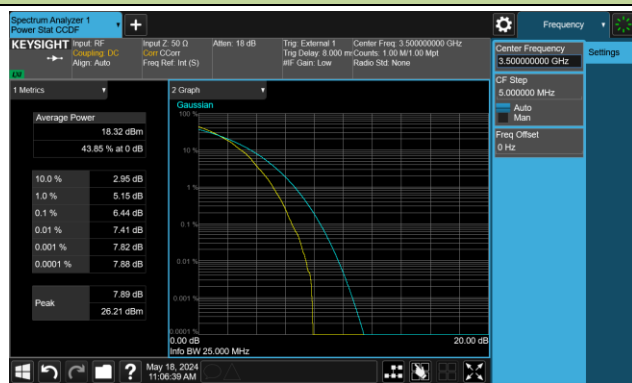 Spectrum Analyzer 1
Power Stat CCDF
Frequency
KEYSIGHT
Input: RF
Coupling: DC
Align: Auto
Input Z: 50 Ω
Corr CCorr
Freq Ref: Int (S)
Atten: 18 dB
Trig: External 1
Trig Delay: 8.000 ms
#IF Gain: Low
Center Freq: 3.500000000 GHz
Counts: 1.00 M/1.00 Mpt
Radio Std: None
Center Frequency
3.500000000 GHz
Settings
CF Step
5.000000 MHz
Auto
Man
Freq Offset
0 Hz
1 Metrics
Average Power
18.32 dBm
43.85 % at 0 dB
10.0 % 2.95 dB
1.0 % 5.15 dB
0.1 % 6.44 dB
0.01 % 7.41 dB
0.001 % 7.82 dB
0.0001 % 7.88 dB
Peak
7.89 dB
26.21 dBm
2 Graph
Gaussian
100 %
10 %
1 %
0.1 %
0.01 %
0.001 %
0.0001 %
0.00 dB
20.00 dB
Info BW 25.000 MHz
?
May 18, 2024
11:06:39 AM